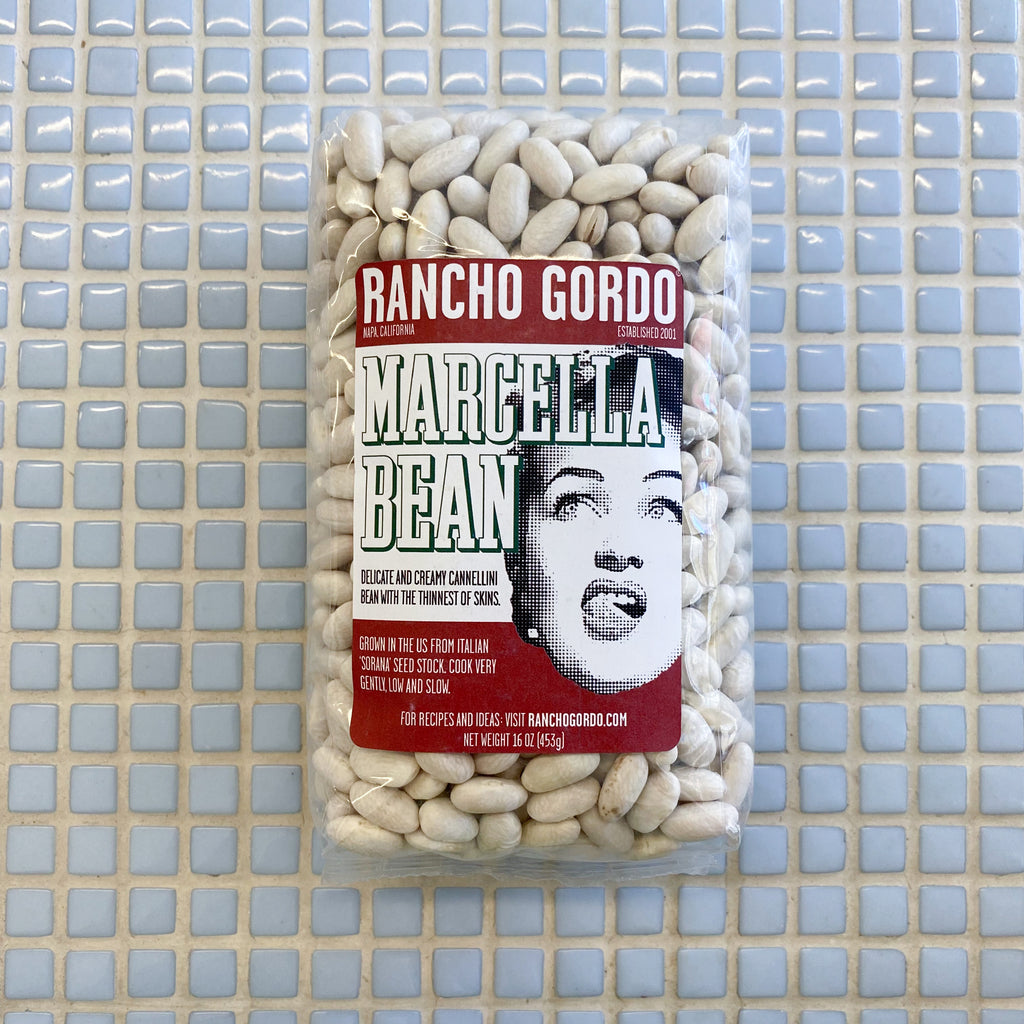 RANCHO GORDO®
NAPA, CALIFORNIA ESTABLISHED 2001
MARCELLA
BEAN
DELICATE AND CREAMY CANNELLINI
BEAN WITH THE THINNEST OF SKINS.
GROWN IN THE US FROM ITALIAN
'SORANA' SEED STOCK. COOK VERY
GENTLY, LOW AND SLOW.
FOR RECIPES AND IDEAS: VISIT RANCHOGORDO.COM
NET WEIGHT 16 OZ (453g)